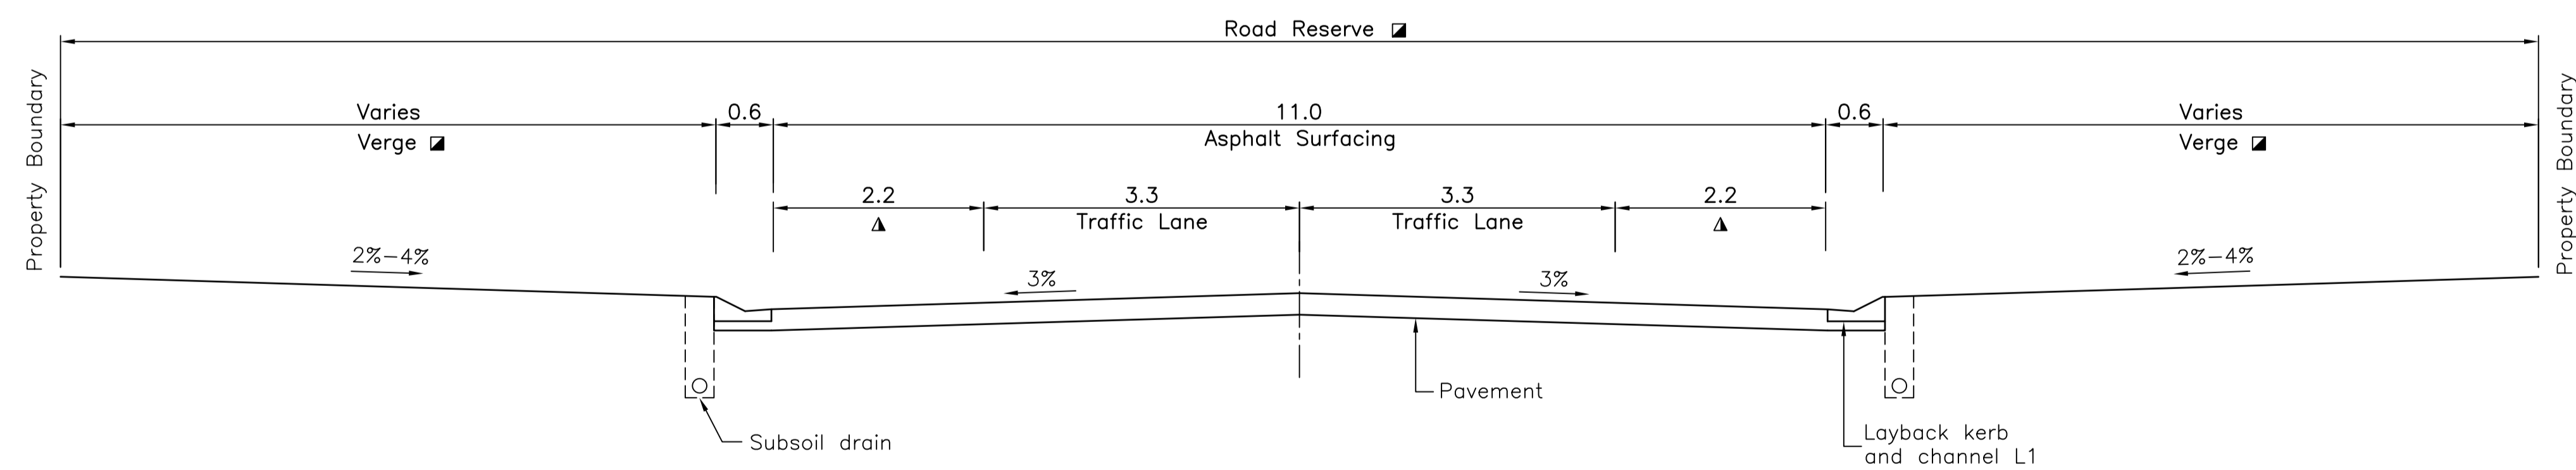 Road Reserve
Property Boundary
Varies
0.6
11.0
0.6
Varies
Property Boundary
Verge
Asphalt Surfacing
Verge
2.2
3.3
3.3
2.2
Traffic Lane
Traffic Lane
2%-4%
3%
3%
2%-4%
Pavement
Subsoil drain
Layback kerb
and channel L1